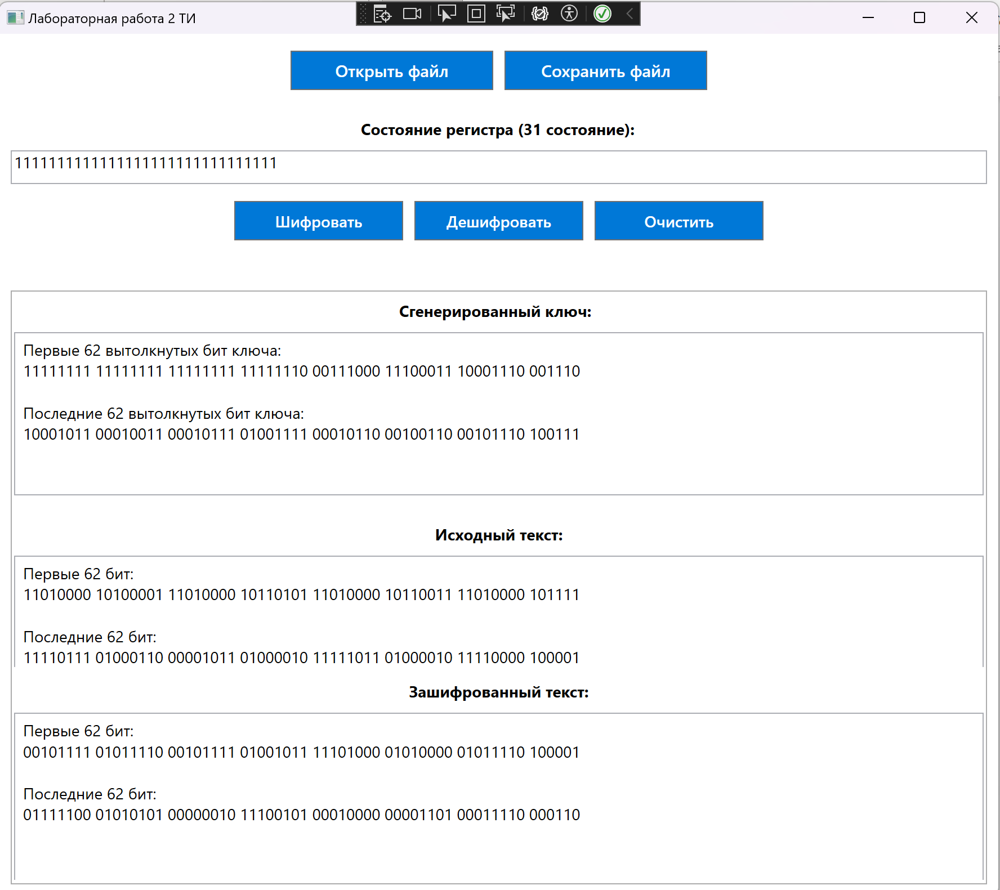 Лабораторная работа 2 ТИ
Открыть файл
Сохранить файл
Состояние регистра (31 состояние):
1111111111111111111111111111111
Шифровать
Дешифровать
Очистить
Сгенерированный ключ:
Первые 62 вытолкнутых бит ключа:
11111111 11111111 11111111 11111110 00111000 11100011 10001110 001110
Последние 62 вытолкнутых бит ключа:
10001011 00010011 00010111 01001111 00010110 00100110 00101110 100111
Исходный текст:
Первые 62 бит:
11010000 10100001 11010000 10110101 11010000 10110011 11010000 101111
Последние 62 бит:
11110111 01000110 00001011 01000010 11111011 01000010 11110000 100001
Зашифрованный текст:
Первые 62 бит:
00101111 01011110 00101111 01001011 11101000 01010000 01011110 100001
Последние 62 бит:
01111100 01010101 00000010 11100101 00010000 00001101 00011110 000110